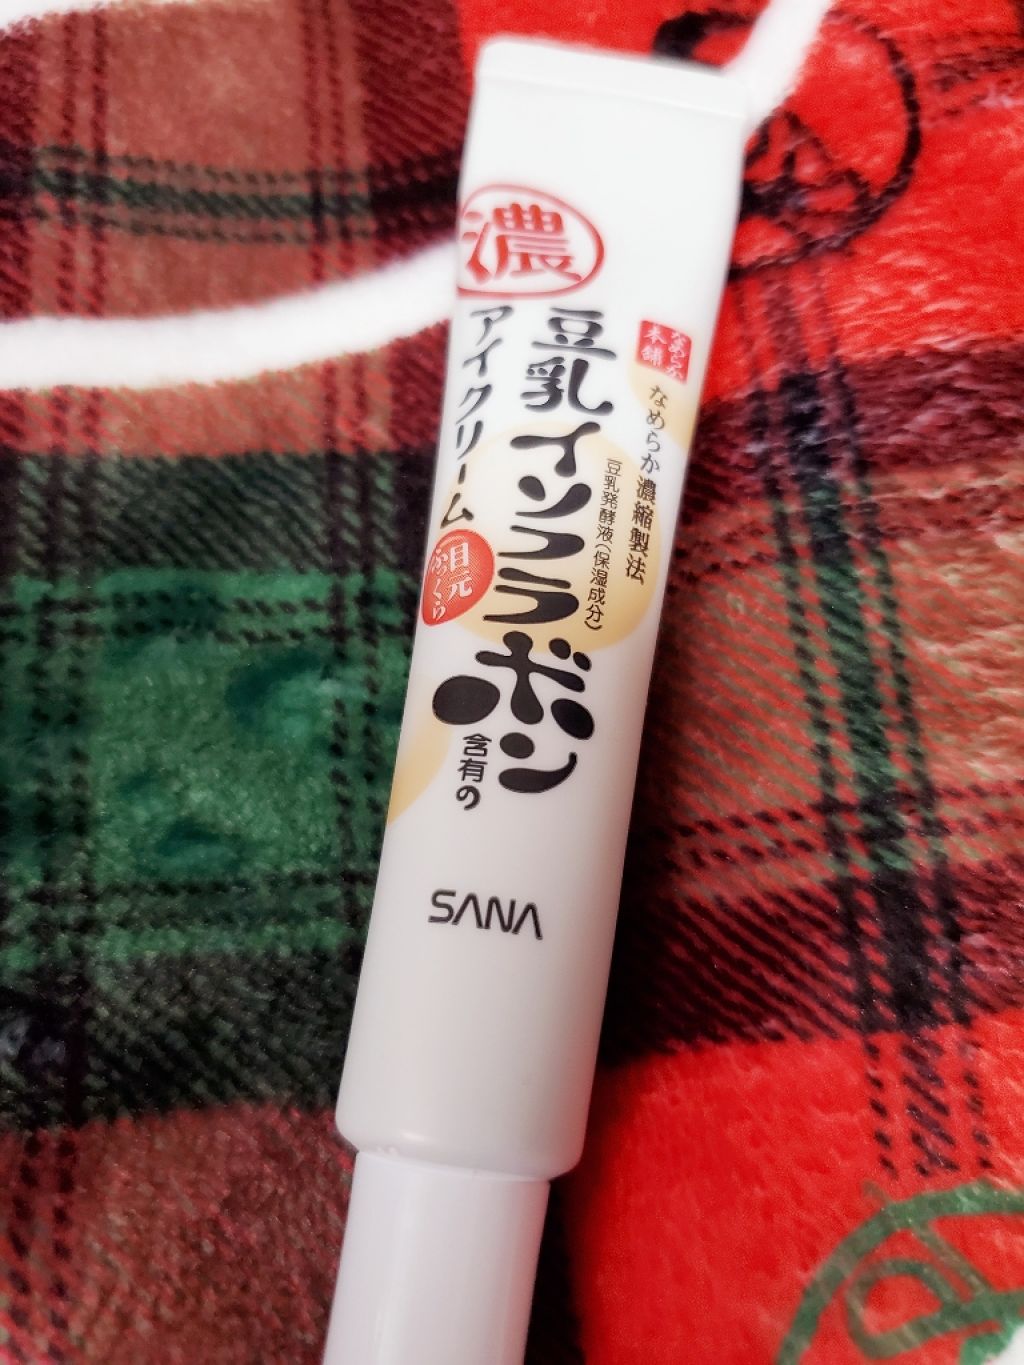 濃
なめらか
本舗
なめらか濃縮製法
豆乳発酵液(保湿成分)
豆乳イソフラボン
含有の
アイクリーム
目元
ふっくら
SANA